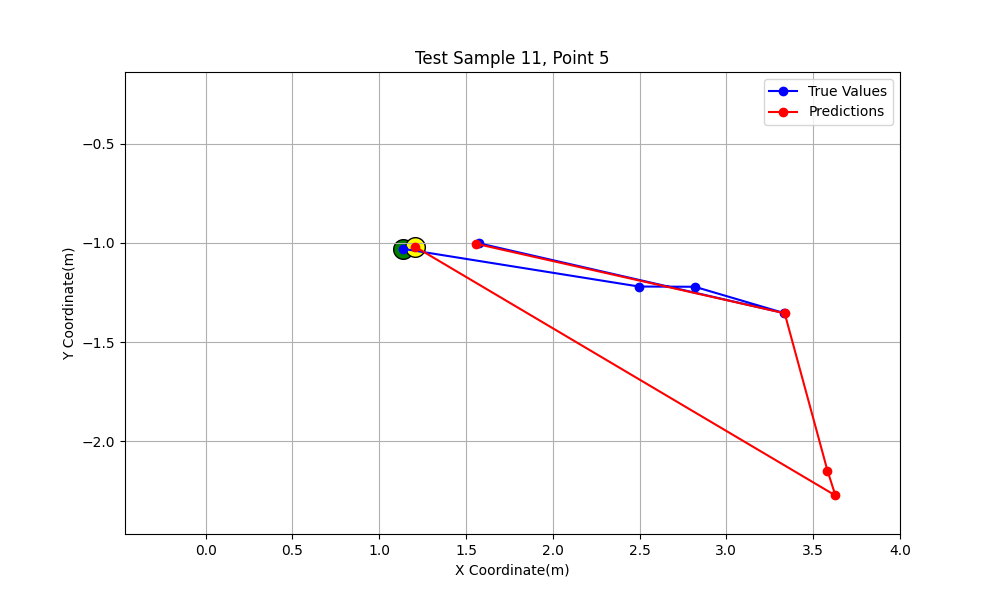 Test Sample 11, Point 5
True Values
Predictions
−0.5
−1.0
−1.5
−2.0
Y Coordinate(m)
0.0 0.5 1.0 1.5 2.0 2.5 3.0 3.5 4.0
X Coordinate(m)